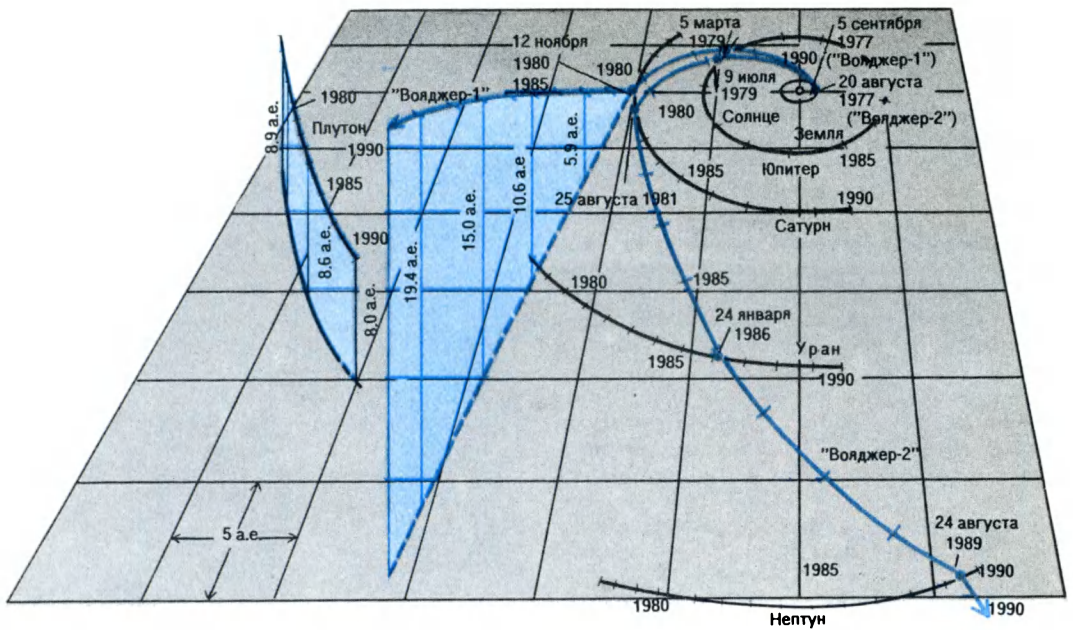 5 марта
1979
5 сентября
1977
("Вояджер-1")
12 ноября
1980
1985
1980
1990
9 июля
1979
20 августа
1977
("Вояджер-2")
"Вояджер-1"
1980
Плутон
8.9 а.е.
1980
Солнце
Земля
1990
5.9 а.е.
1985
Юпитер
1985
1985
10.6 а.е
25 августа 1981
1990
Сатурн
15.0 а.е.
1990
8.6 а.е.
19.4 а.е.
1980
1985
8.0 а.е.
24 января
1986
Уран
1985
1990
"Вояджер-2"
5 а.е
24 августа
1989
1985
1990
1980
1990
Нептун